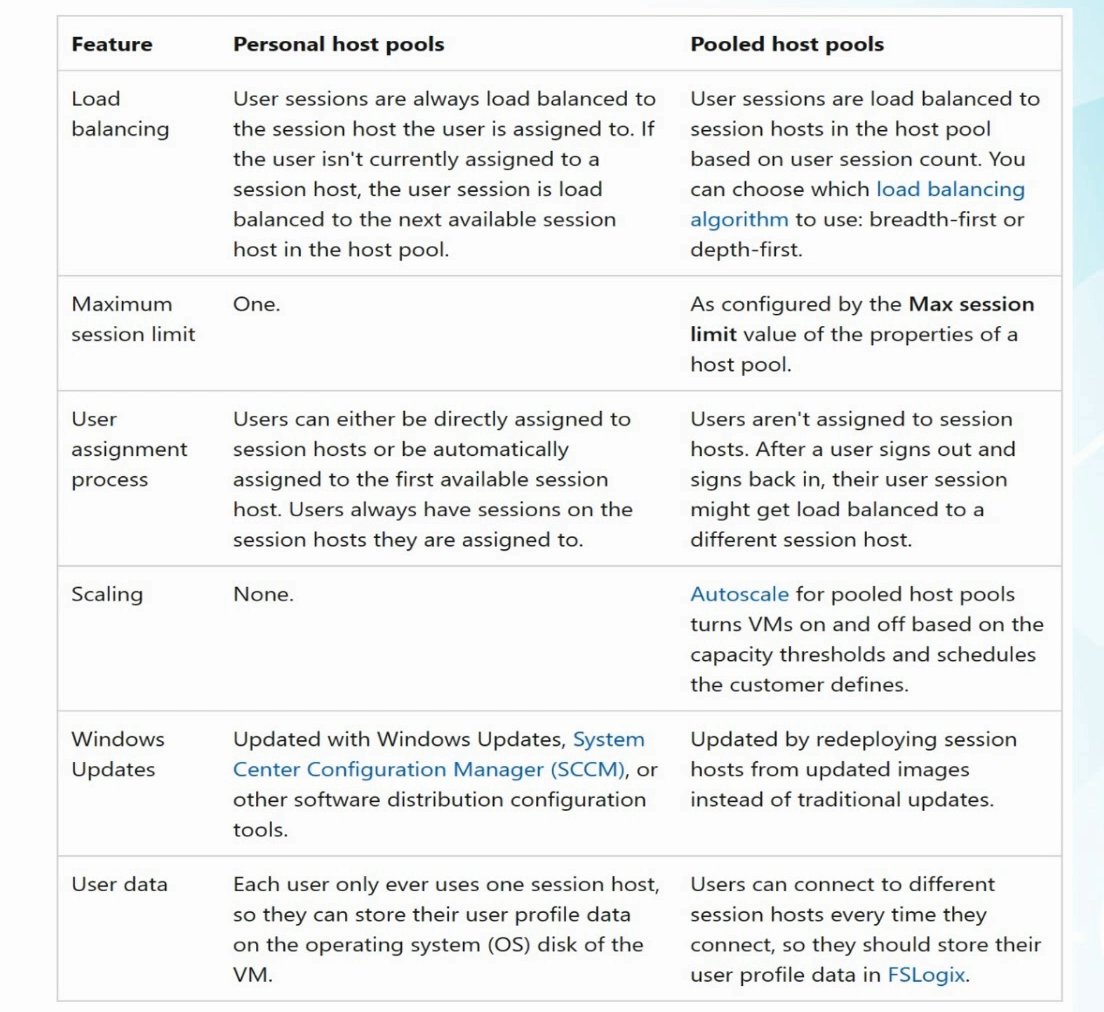 Feature Personal host pools Pooled host pools
Load
balancing
User sessions are always load balanced to
the session host the user is assigned to. If
the user isn't currently assigned to a
session host, the user session is load
balanced to the next available session
host in the host pool.
User sessions are load balanced to
session hosts in the host pool
based on user session count. You
can choose which load balancing
algorithm to use: breadth-first or
depth-first.
Maximum
session limit
One.
As configured by the Max session
limit value of the properties of a
host pool.
User
assignment
process
Users can either be directly assigned to
session hosts or be automatically
assigned to the first available session
host. Users always have sessions on the
session hosts they are assigned to.
Users aren't assigned to session
hosts. After a user signs out and
signs back in, their user session
might get load balanced to a
different session host.
Scaling
None.
Autoscale for pooled host pools
turns VMs on and off based on the
capacity thresholds and schedules
the customer defines.
Windows
Updates
Updated with Windows Updates, System
Center Configuration Manager (SCCM), or
other software distribution configuration
tools.
Updated by redeploying session
hosts from updated images
instead of traditional updates.
User data
Each user only ever uses one session host,
so they can store their user profile data
on the operating system (OS) disk of the
VM.
Users can connect to different
session hosts every time they
connect, so they should store their
user profile data in FSLogix.